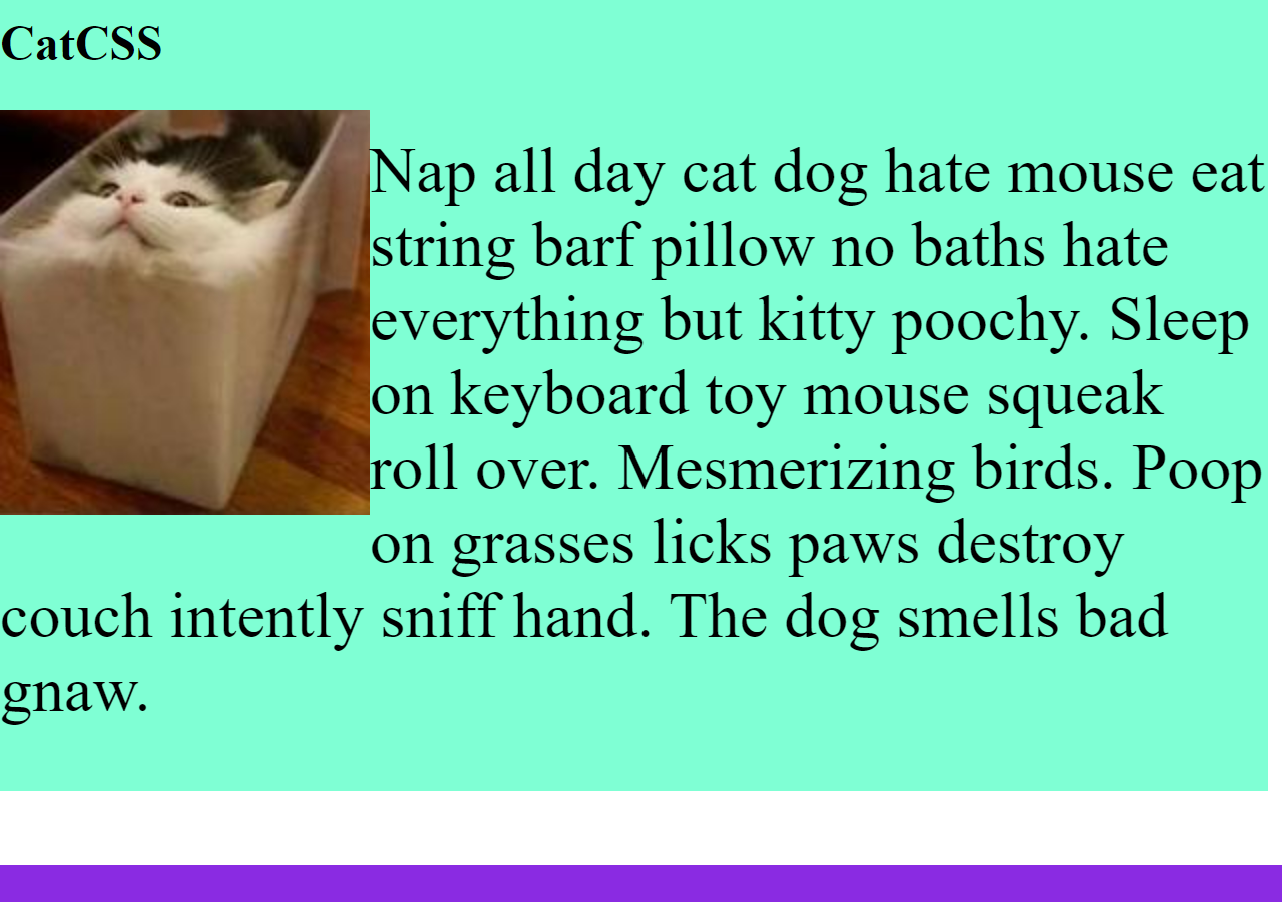 CatCSS
Nap all day cat dog hate mouse eat
string barf pillow no baths hate
everything but kitty poochy. Sleep
on keyboard toy mouse squeak
roll over. Mesmerizing birds. Poop
on grasses licks paws destroy
couch intently sniff hand. The dog smells bad
gnaw.